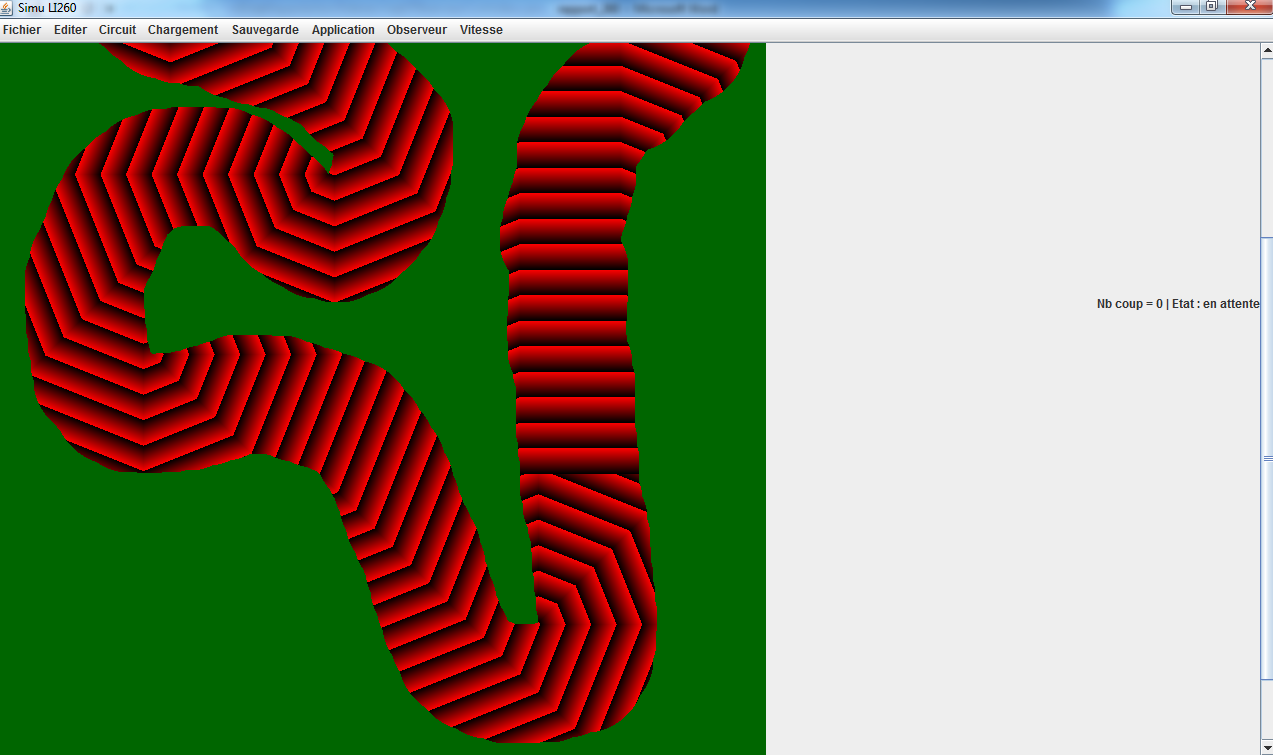 Simu LI260
Fichier Editer Circuit Chargement Sauvegarde Application Observeur Vitesse
Nb coup = 0 | Etat : en attente